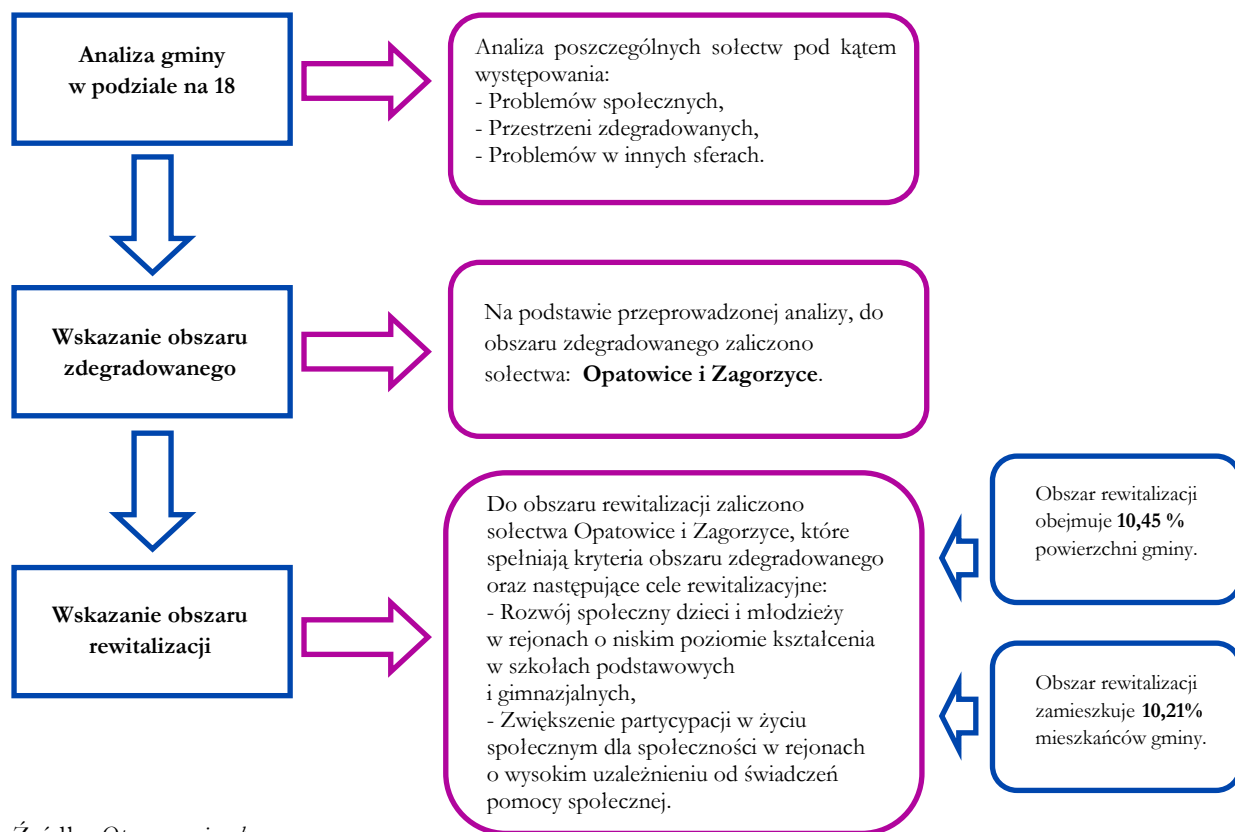 Analiza gminy
w podziale na 18
Analiza poszczególnych sołectw pod kątem
występowania:
- Problemów społecznych,
- Przestrzeni zdegradowanych,
- Problemów w innych sferach.
Wskazanie obszaru
zdegradowanego
Na podstawie przeprowadzonej analizy, do
obszaru zdegradowanego zaliczono
sołectwa: Opatowice i Zagorzyce.
Wskazanie obszaru
rewitalizacji
Do obszaru rewitalizacji zaliczono
sołectwa Opatowice i Zagorzyce, które
spełniają kryteria obszaru zdegradowanego
oraz następujące cele rewitalizacyjne:
- Rozwój społeczny dzieci i młodzieży
w rejonach o niskim poziomie kształcenia
w szkołach podstawowych
i gimnazjalnych,
- Zwiększenie partycypacji w życiu
społecznym dla społeczności w rejonach
o wysokim uzależnieniu od świadczeń
pomocy społecznej.
Obszar rewitalizacji
obejmuje 10,45 %
powierzchni gminy.
Obszar rewitalizacji
zamieszkuje 10,21%
mieszkańców gminy.